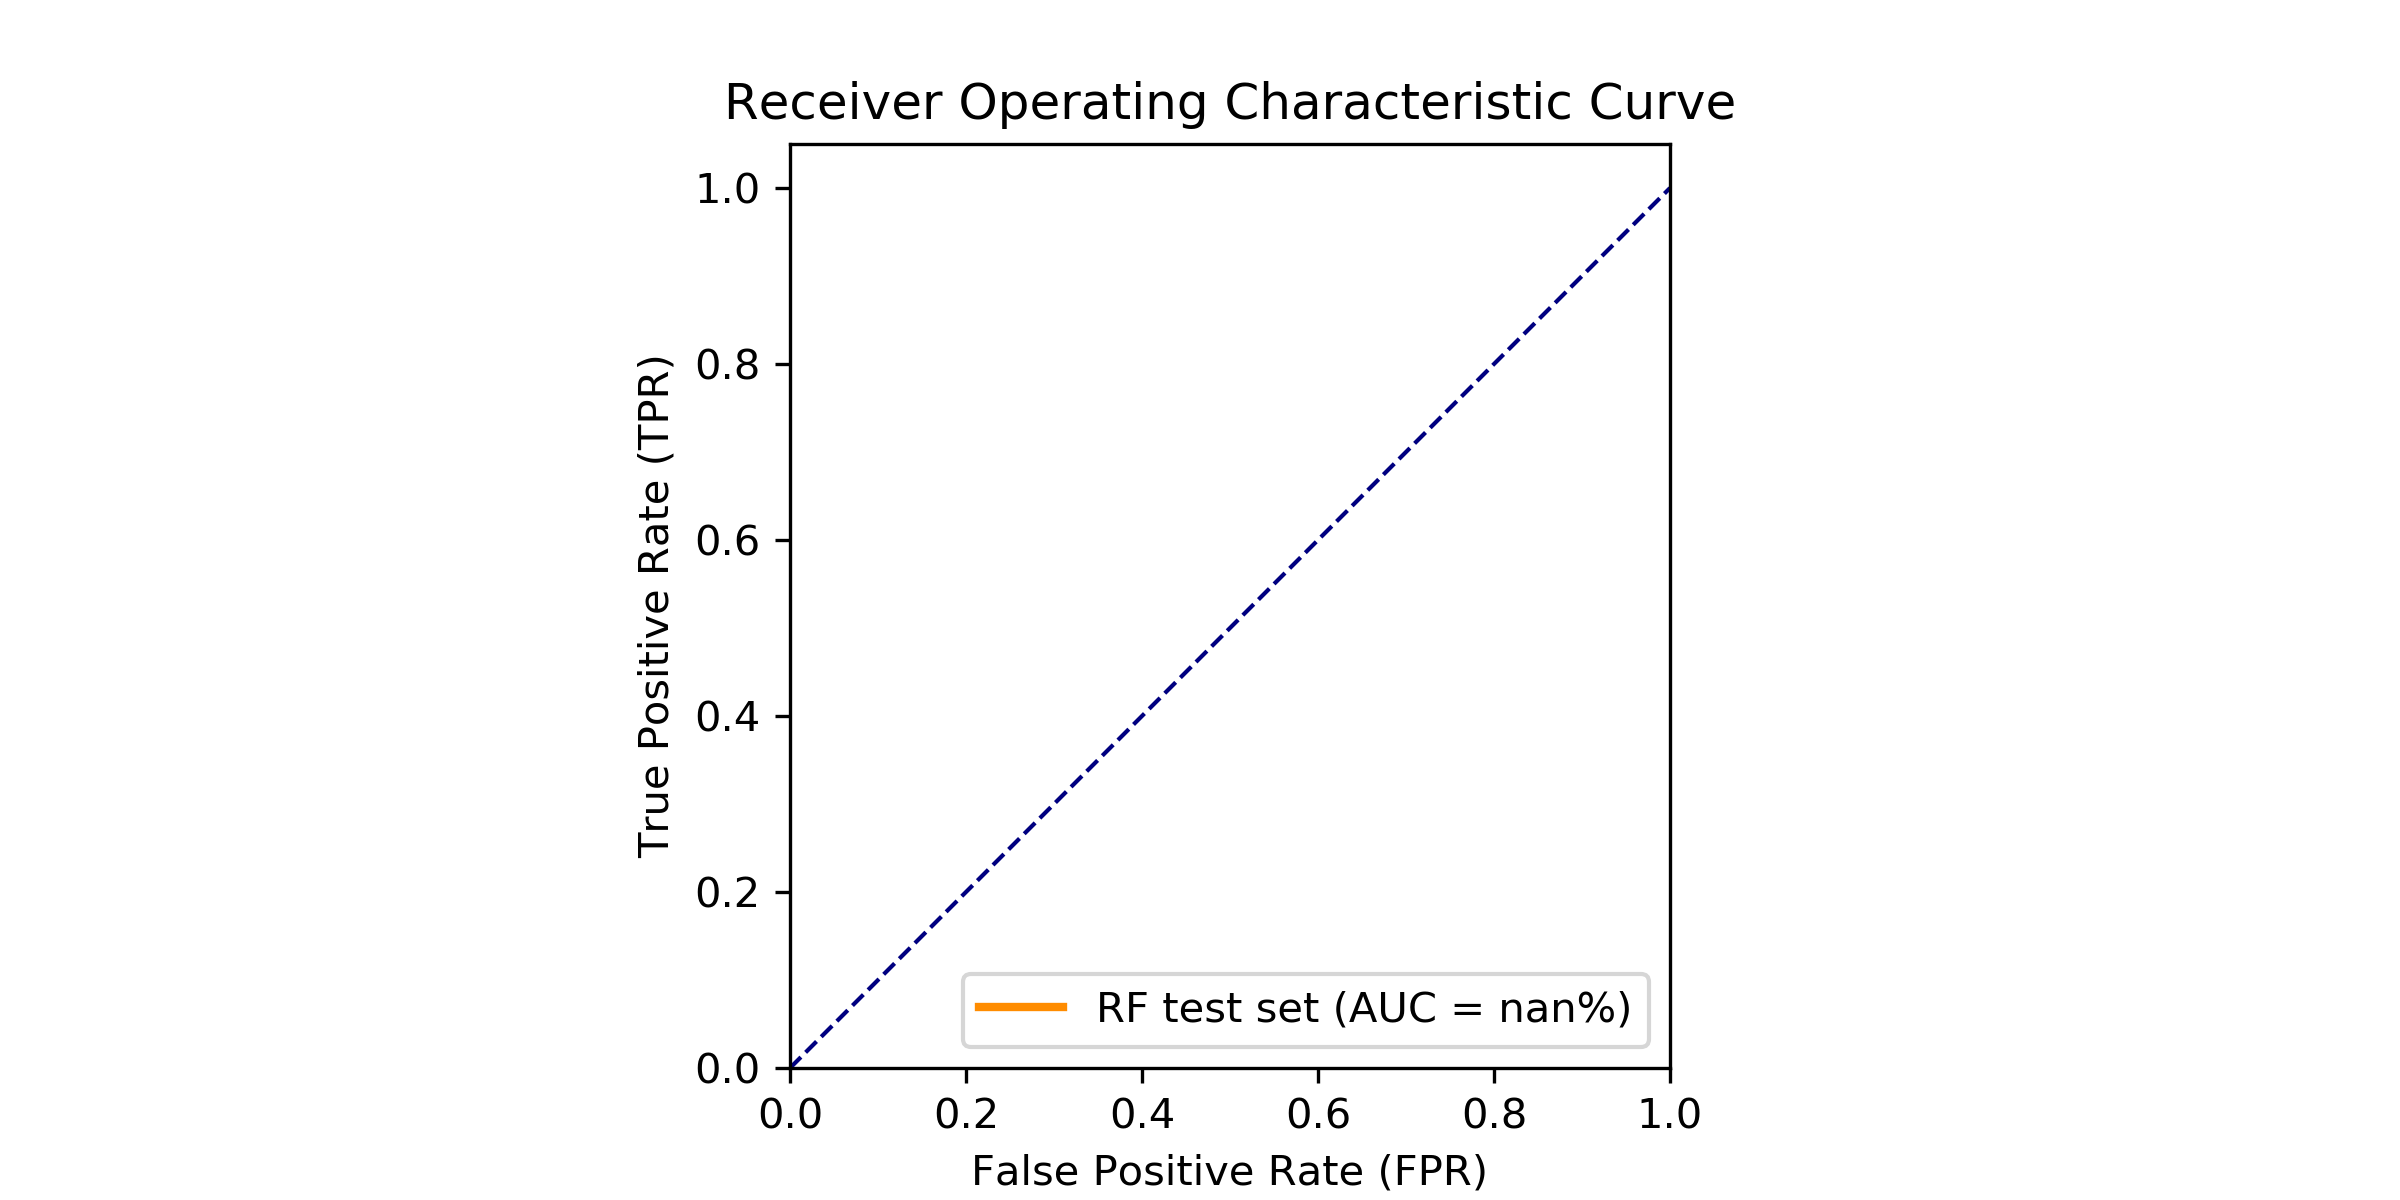 Receiver Operating Characteristic Curve
True Positive Rate (TPR)
1.0
0.8
0.6
0.4
0.2
0.0
RF test set (AUC = nan%)
0.0 0.2 0.4 0.6 0.8 1.0
False Positive Rate (FPR)